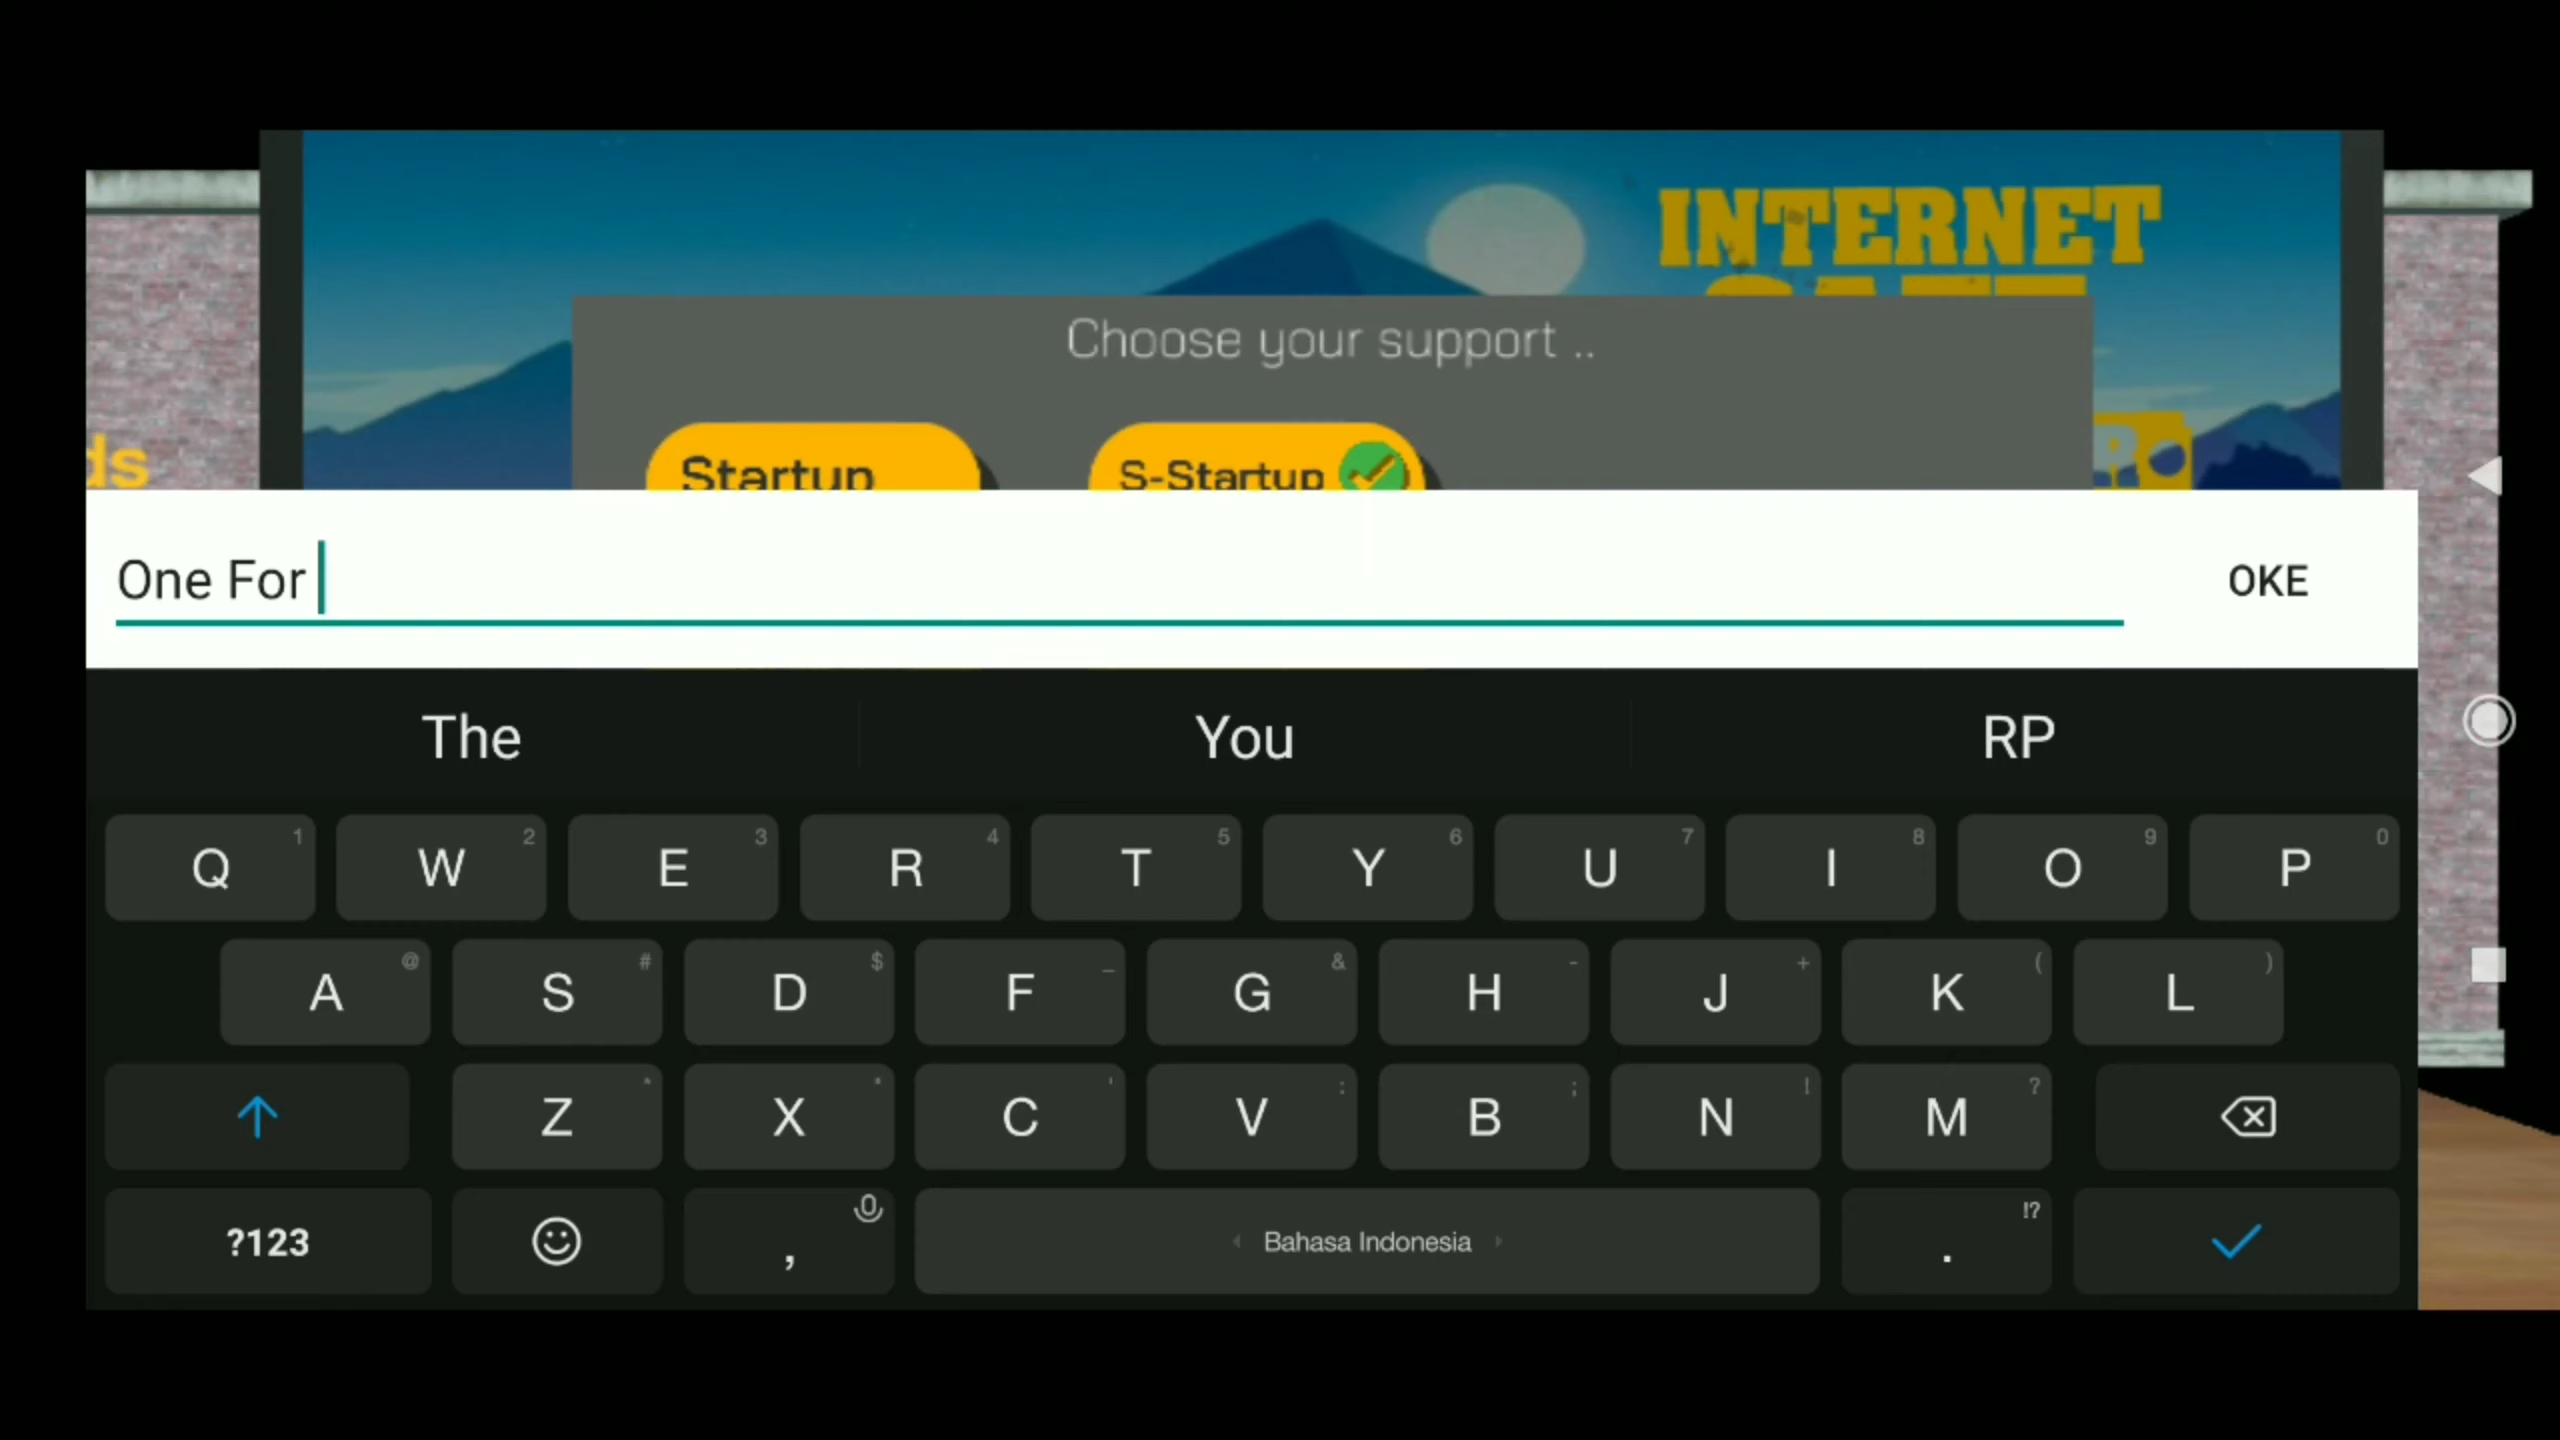 INTERNET
Choose your support ..
ds
Startup
S-Startup
One For
OKE
The You RP
Q 1 W 2 E 3 R 4 T 5 Y 6 U 7 I 8 O 9 P 0
A @ S # D $ F _ G & H - J + K ( L )
Z X C ' V : B ; N ! M ?
?123 , Bahasa Indonesia . !?